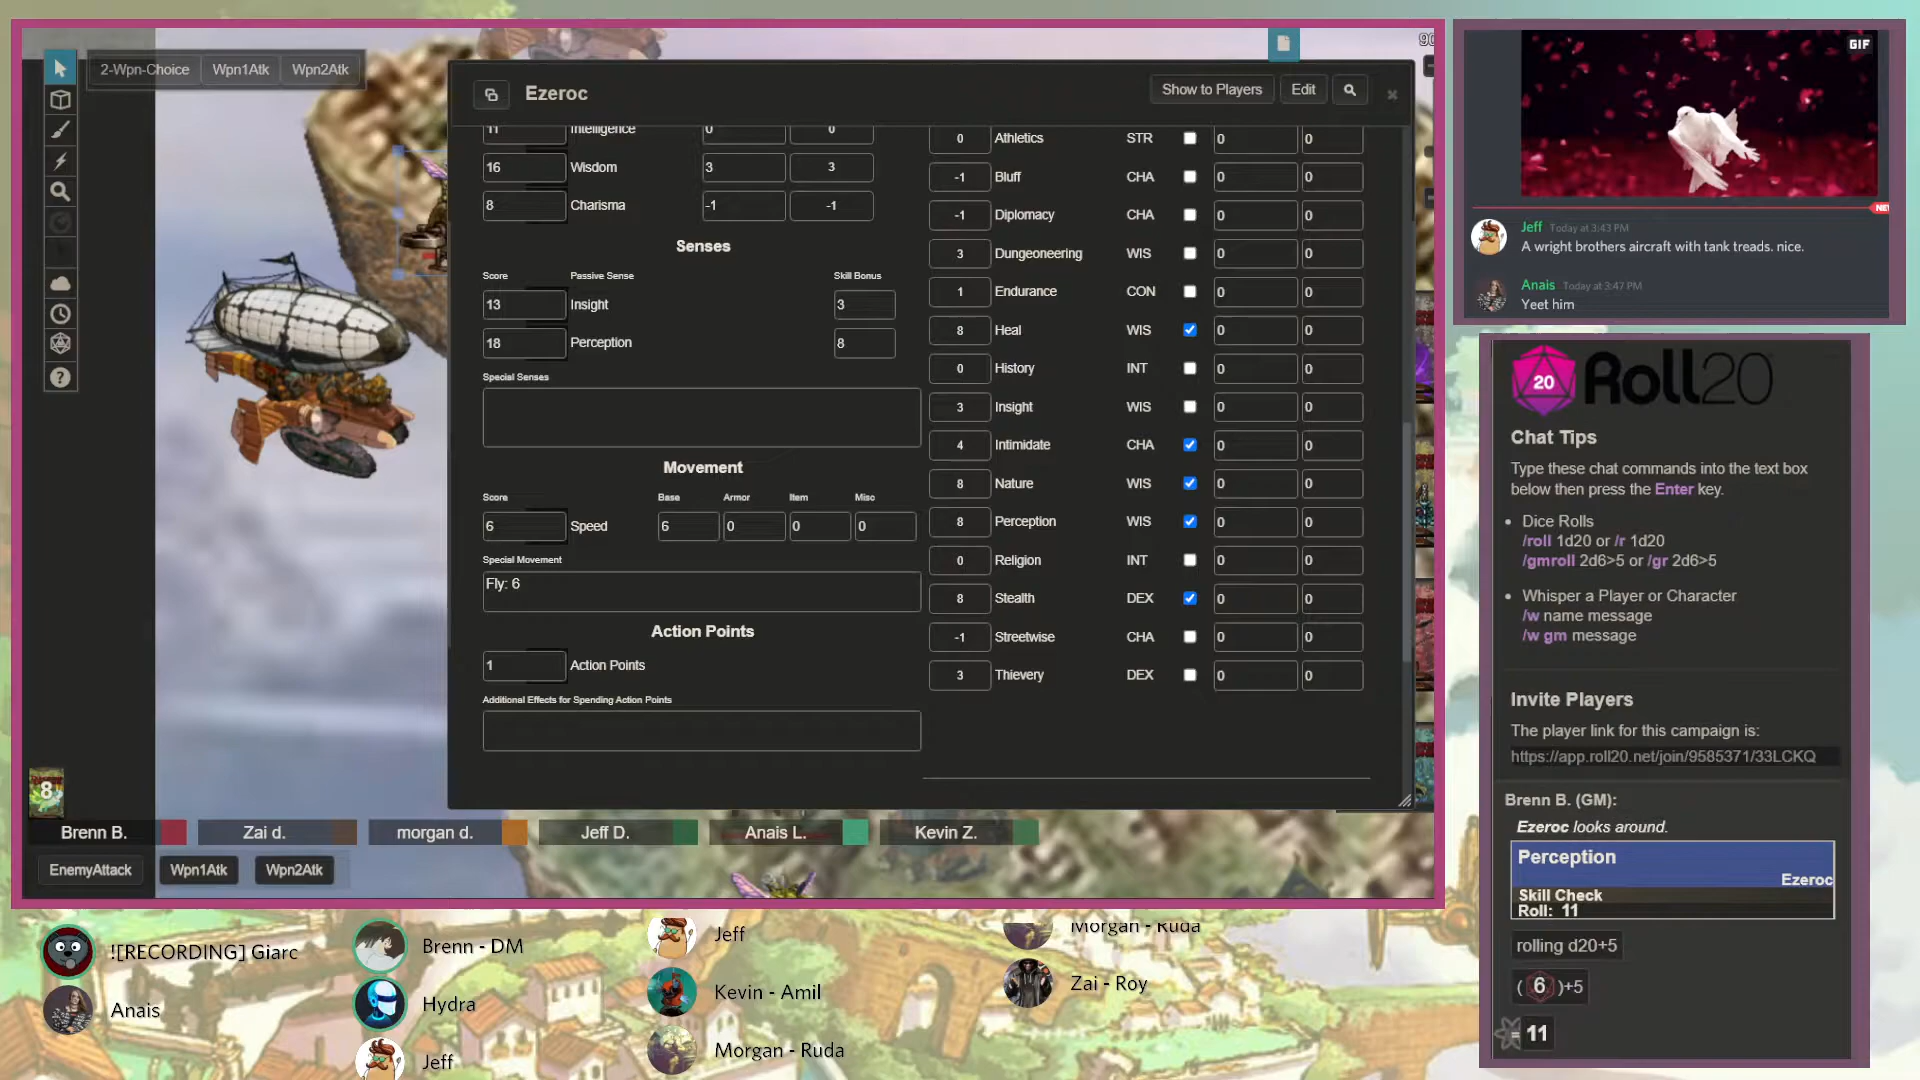 2-Wpn-Choice
Wpn1Atk
Wpn2Atk
Ezeroc
Show to Players
Edit
11 Intelligence 0 0
16 Wisdom 3 3
8 Charisma -1 -1
Senses
Score Passive Sense Skill Bonus
13 Insight 3
18 Perception 8
Special Senses
Movement
Score Base Armor Item Misc
6 Speed 6 0 0 0
Special Movement
Fly: 6
Action Points
1 Action Points
Additional Effects for Spending Action Points
0 Athletics STR 0 0
-1 Bluff CHA 0 0
-1 Diplomacy CHA 0 0
3 Dungeoneering WIS 0 0
1 Endurance CON 0 0
8 Heal WIS 0 0
0 History INT 0 0
3 Insight WIS 0 0
4 Intimidate CHA 0 0
8 Nature WIS 0 0
8 Perception WIS 0 0
0 Religion INT 0 0
8 Stealth DEX 0 0
-1 Streetwise CHA 0 0
3 Thievery DEX 0 0
90
8
Brenn B.
Zai d.
morgan d.
Jeff D.
Anais L.
Kevin Z.
EnemyAttack
Wpn1Atk
Wpn2Atk
GIF
NE
Jeff Today at 3:43 PM
A wright brothers aircraft with tank treads. nice.
Anais Today at 3:47 PM
Yeet him
20 Roll20
Chat Tips
Type these chat commands into the text box
below then press the Enter key.
• Dice Rolls
/roll 1d20 or /r 1d20
/gmroll 2d6>5 or /gr 2d6>5
• Whisper a Player or Character
/w name message
/w gm message
Invite Players
The player link for this campaign is:
https://app.roll20.net/join/9585371/33LCKQ
Brenn B. (GM):
Ezeroc looks around.
Perception
Ezeroc
Skill Check
Roll: 11
rolling d20+5
(6)+5
=11
![RECORDING] Giarc
Anais
Brenn - DM
Hydra
Jeff
Jeff
Kevin - Amil
Morgan - Ruda
Morgan - Ruda
Zai - Roy